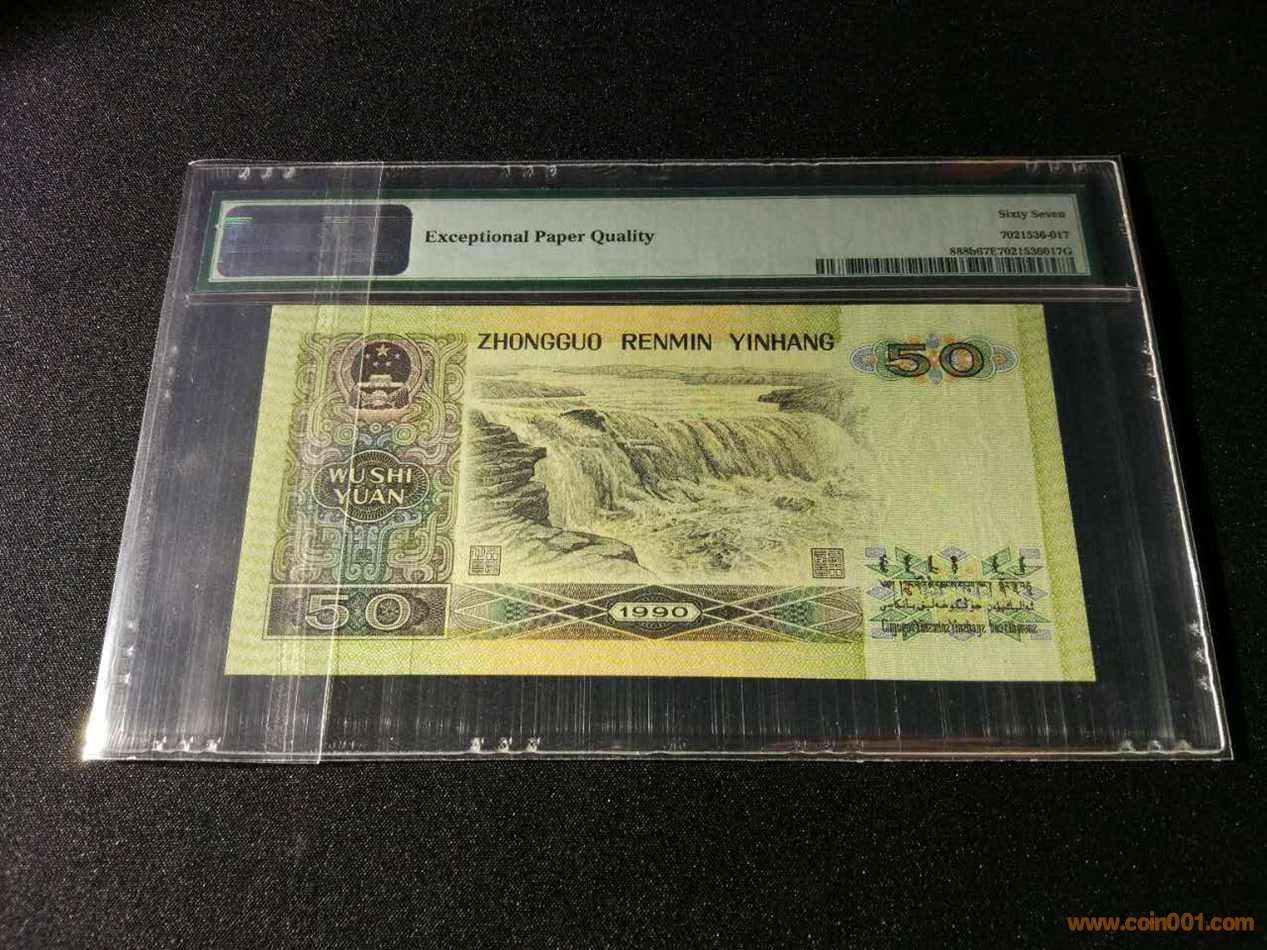 Sixty Seven
Exceptional Paper Quality
7021536-017
888b67E7021536017G
ZHONGGUO RENMIN YINHANG
50
WU SHI
YUAN
50
1990
www.coin001.com